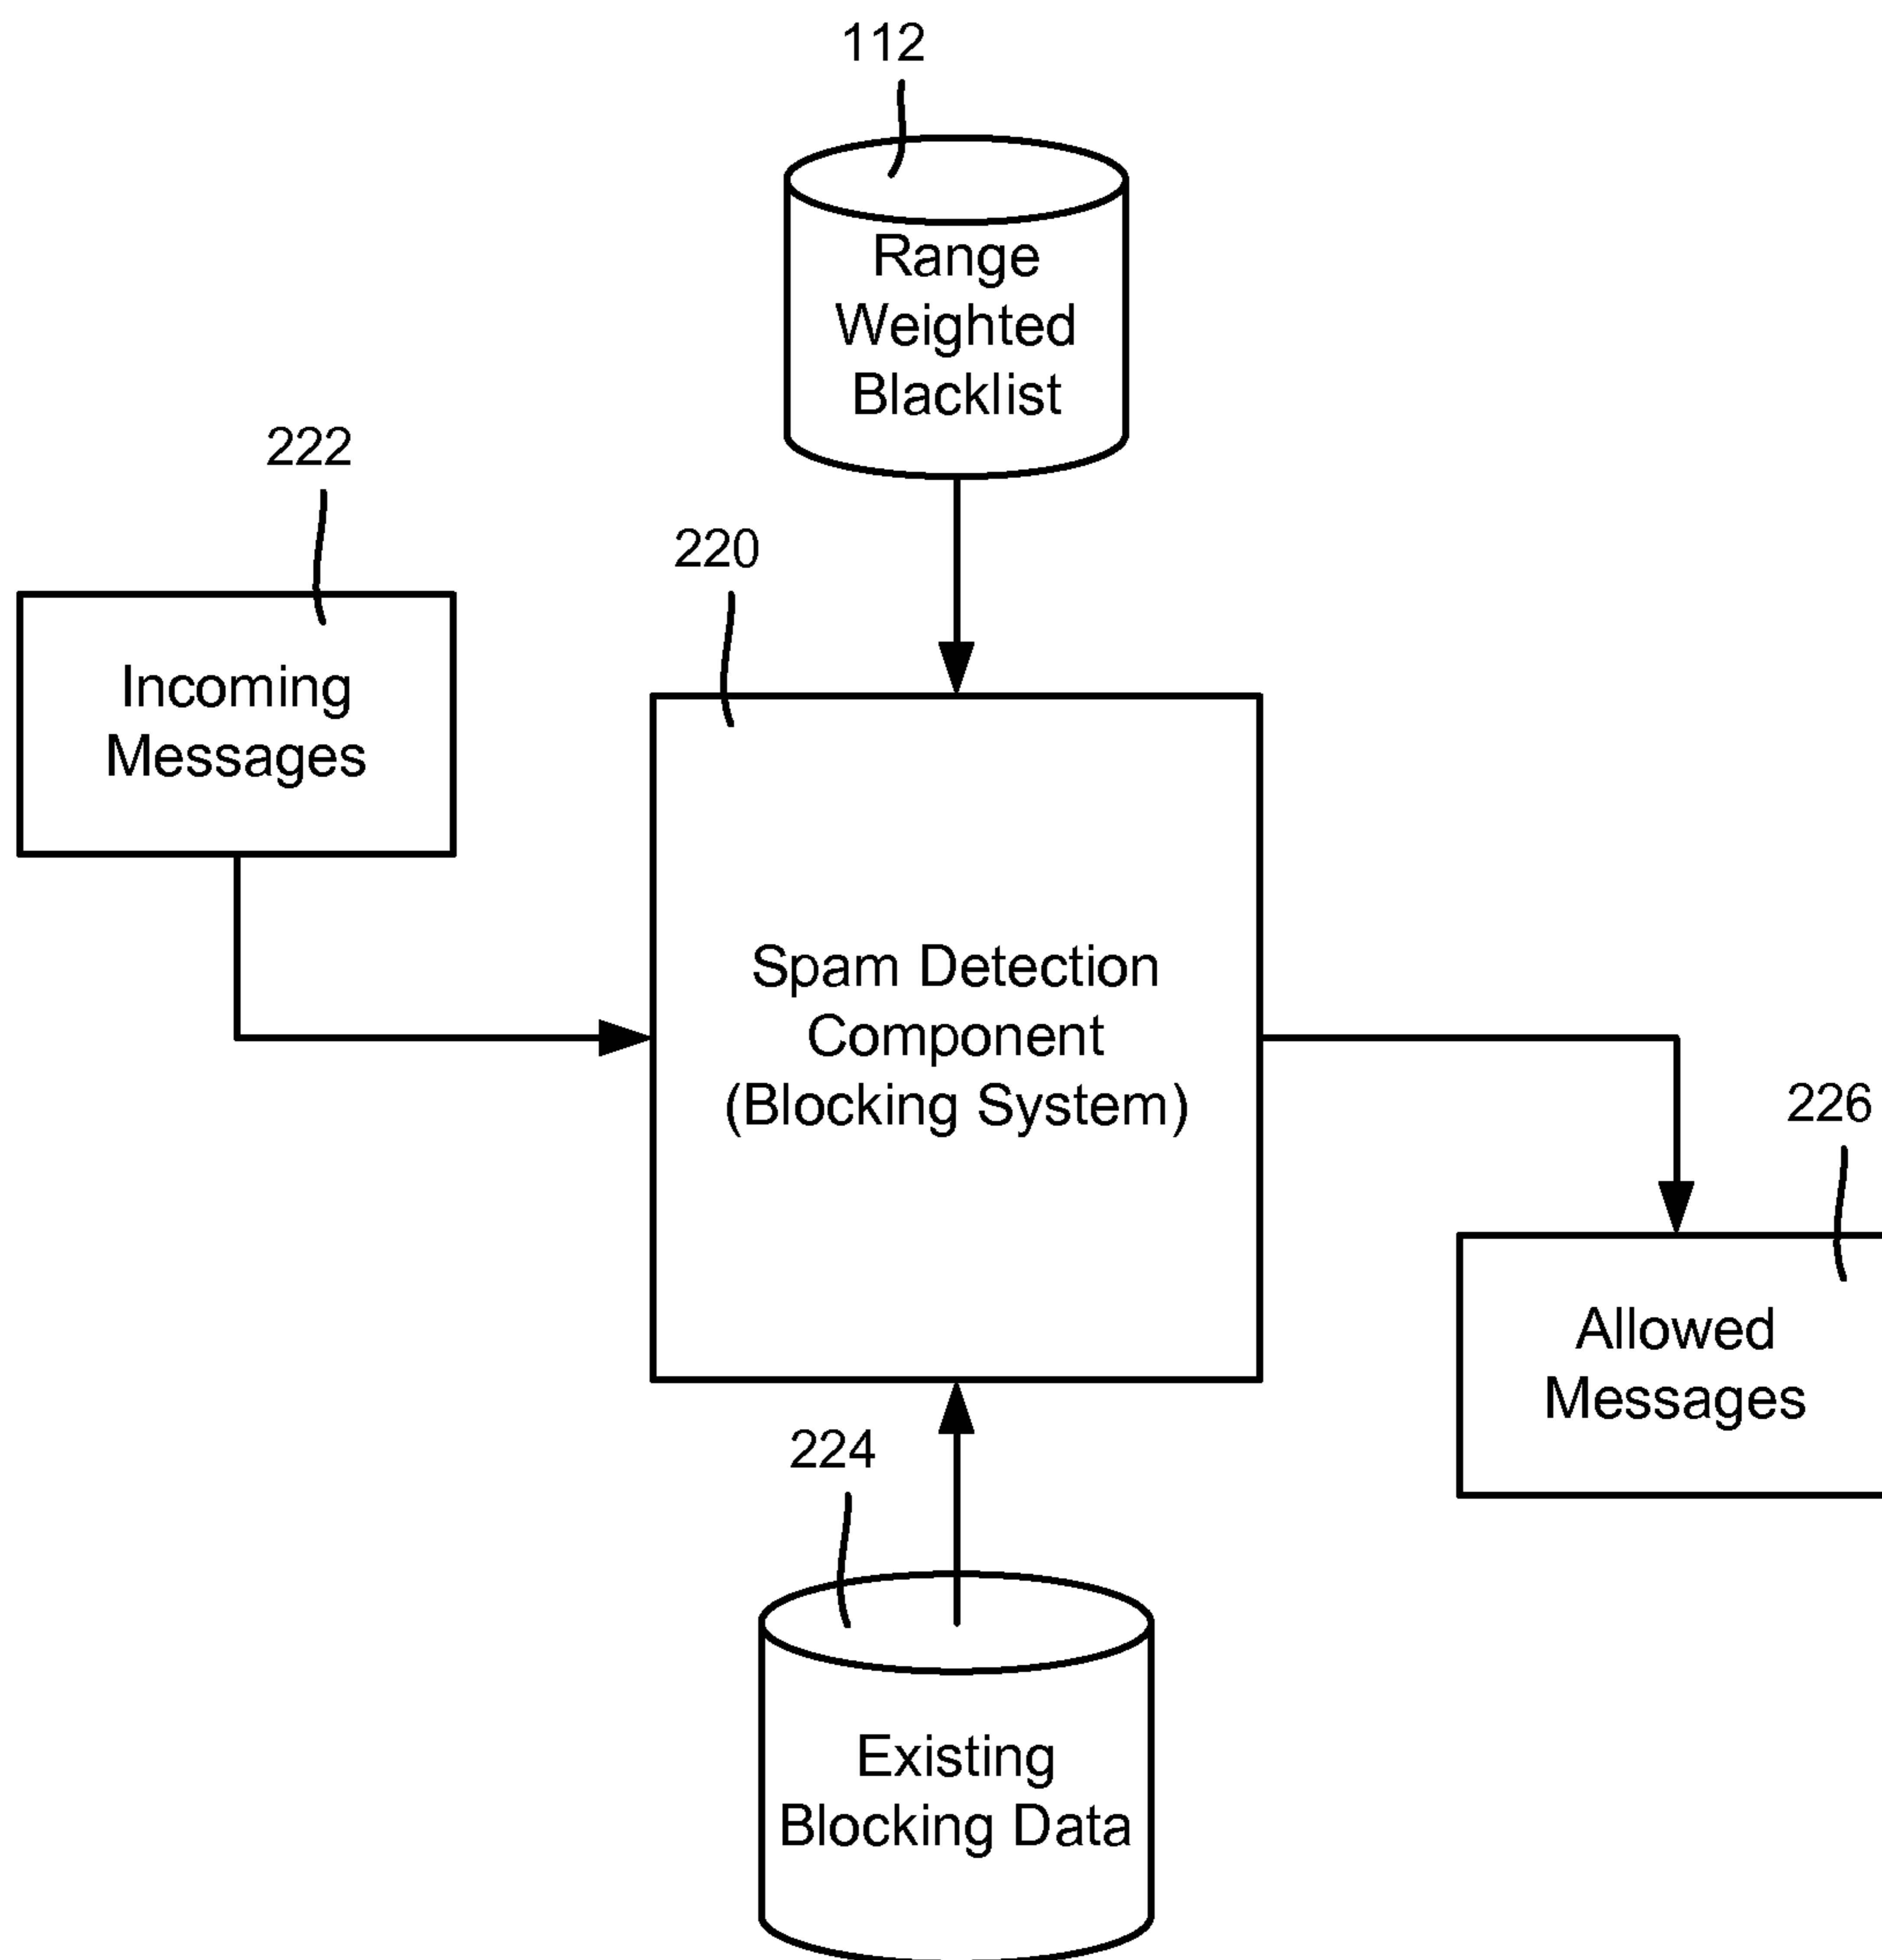 112
Range
Weighted
Blacklist
222
220
Incoming
Messages
Spam Detection
Component
(Blocking System)
226
Allowed
Messages
224
Existing
Blocking Data